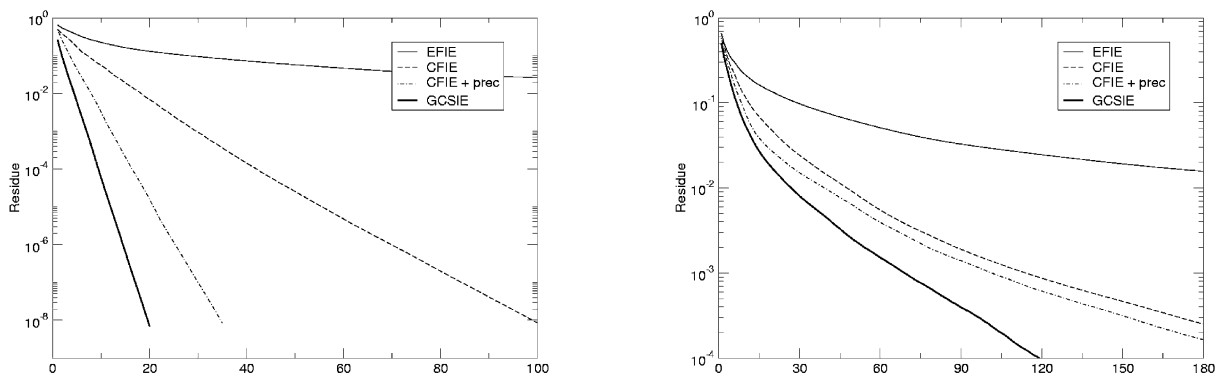 10^0
10^-2
10^-4
10^-6
10^-8
Residue
0
20
40
60
80
100
EFIE
CFIE
CFIE + prec
GCSIE
10^0
10^-1
10^-2
10^-3
10^-4
Residue
0
30
60
90
120
150
180
EFIE
CFIE
CFIE + prec
GCSIE